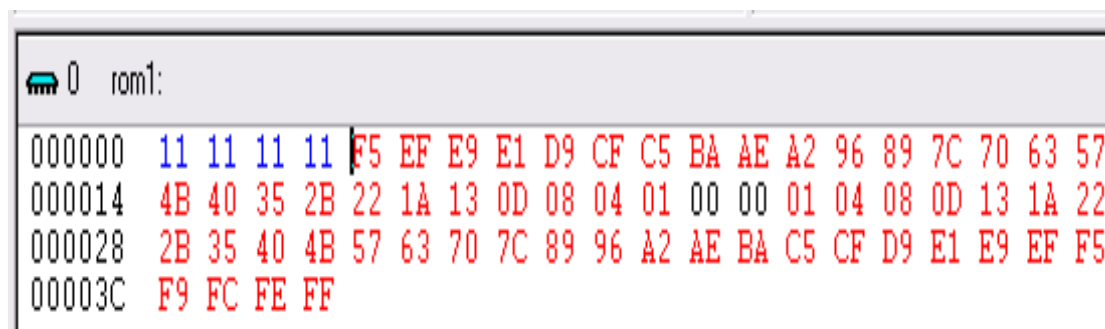 0 rom1:
000000 11 11 11 11 F5 EF E9 E1 D9 CF C5 BA AE A2 96 89 7C 70 63 57
000014 4B 40 35 2B 22 1A 13 0D 08 04 01 00 00 01 04 08 0D 13 1A 22
000028 2B 35 40 4B 57 63 70 7C 89 96 A2 AE BA C5 CF D9 E1 E9 EF F5
00003C F9 FC FE FF